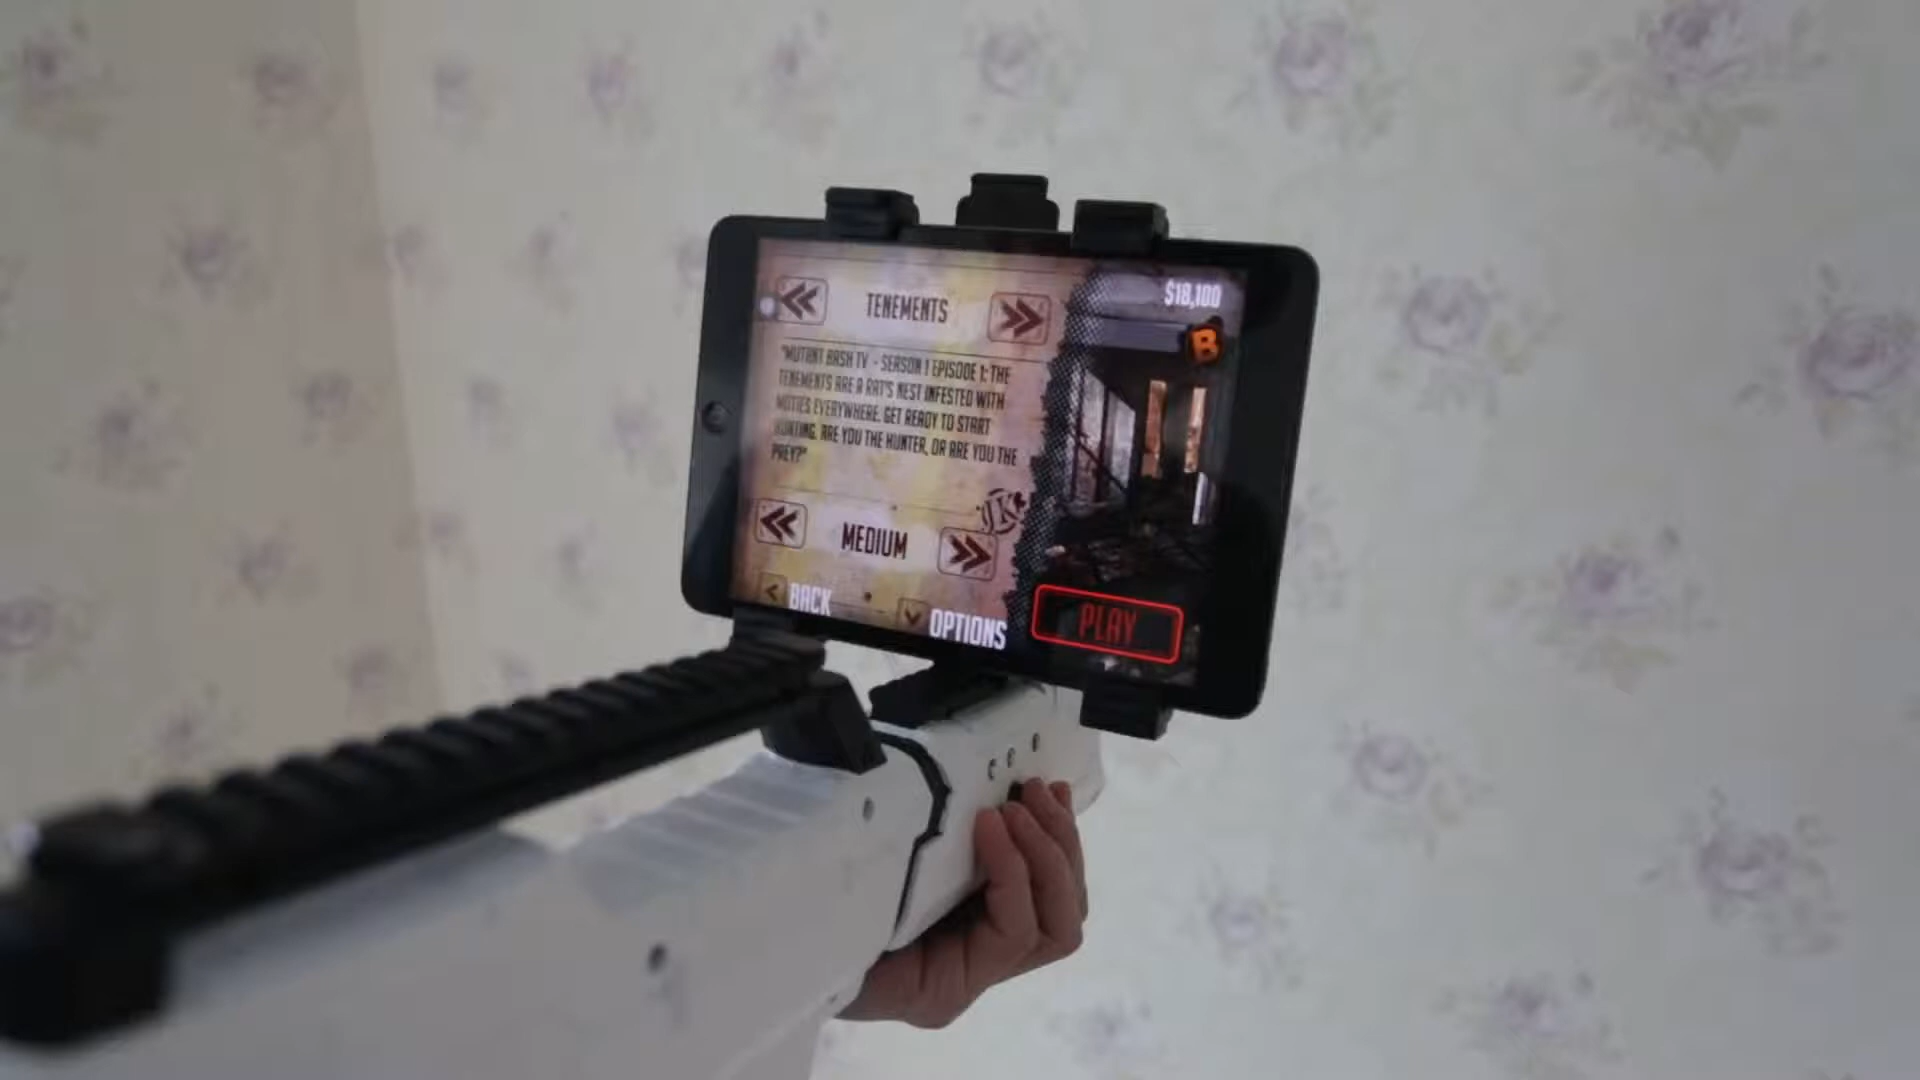 TENEMENTS
$18,100
B
"MUTANT BASH TV - SEASON 1 EPISODE 1: THE
TENEMENTS ARE A RAT'S NEST INFESTED WITH
MUTIES EVERYWHERE. GET READY TO START
HUNTING. ARE YOU THE HUNTER, OR ARE YOU THE
PREY?"
JK
MEDIUM
BACK
OPTIONS
PLAY